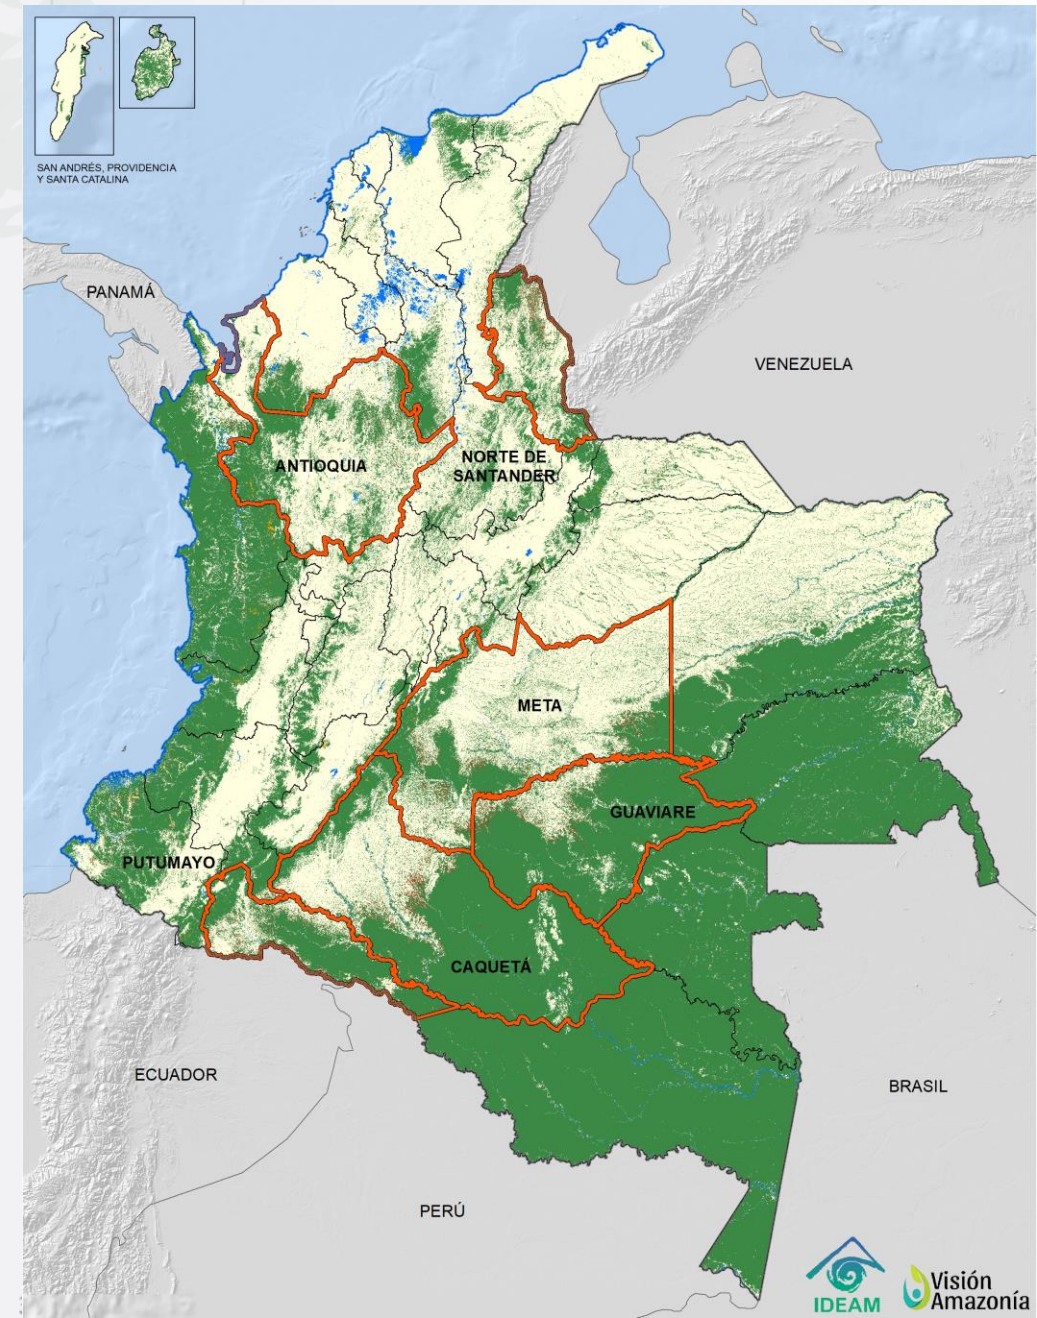 SAN ANDRÉS, PROVIDENCIA
Y SANTA CATALINA
PANAMÁ
VENEZUELA
ANTIOQUIA
NORTE DE
SANTANDER
META
GUAVIARE
PUTUMAYO
CAQUETÁ
ECUADOR
BRASIL
PERÚ
IDEAM
Visión
Amazonía